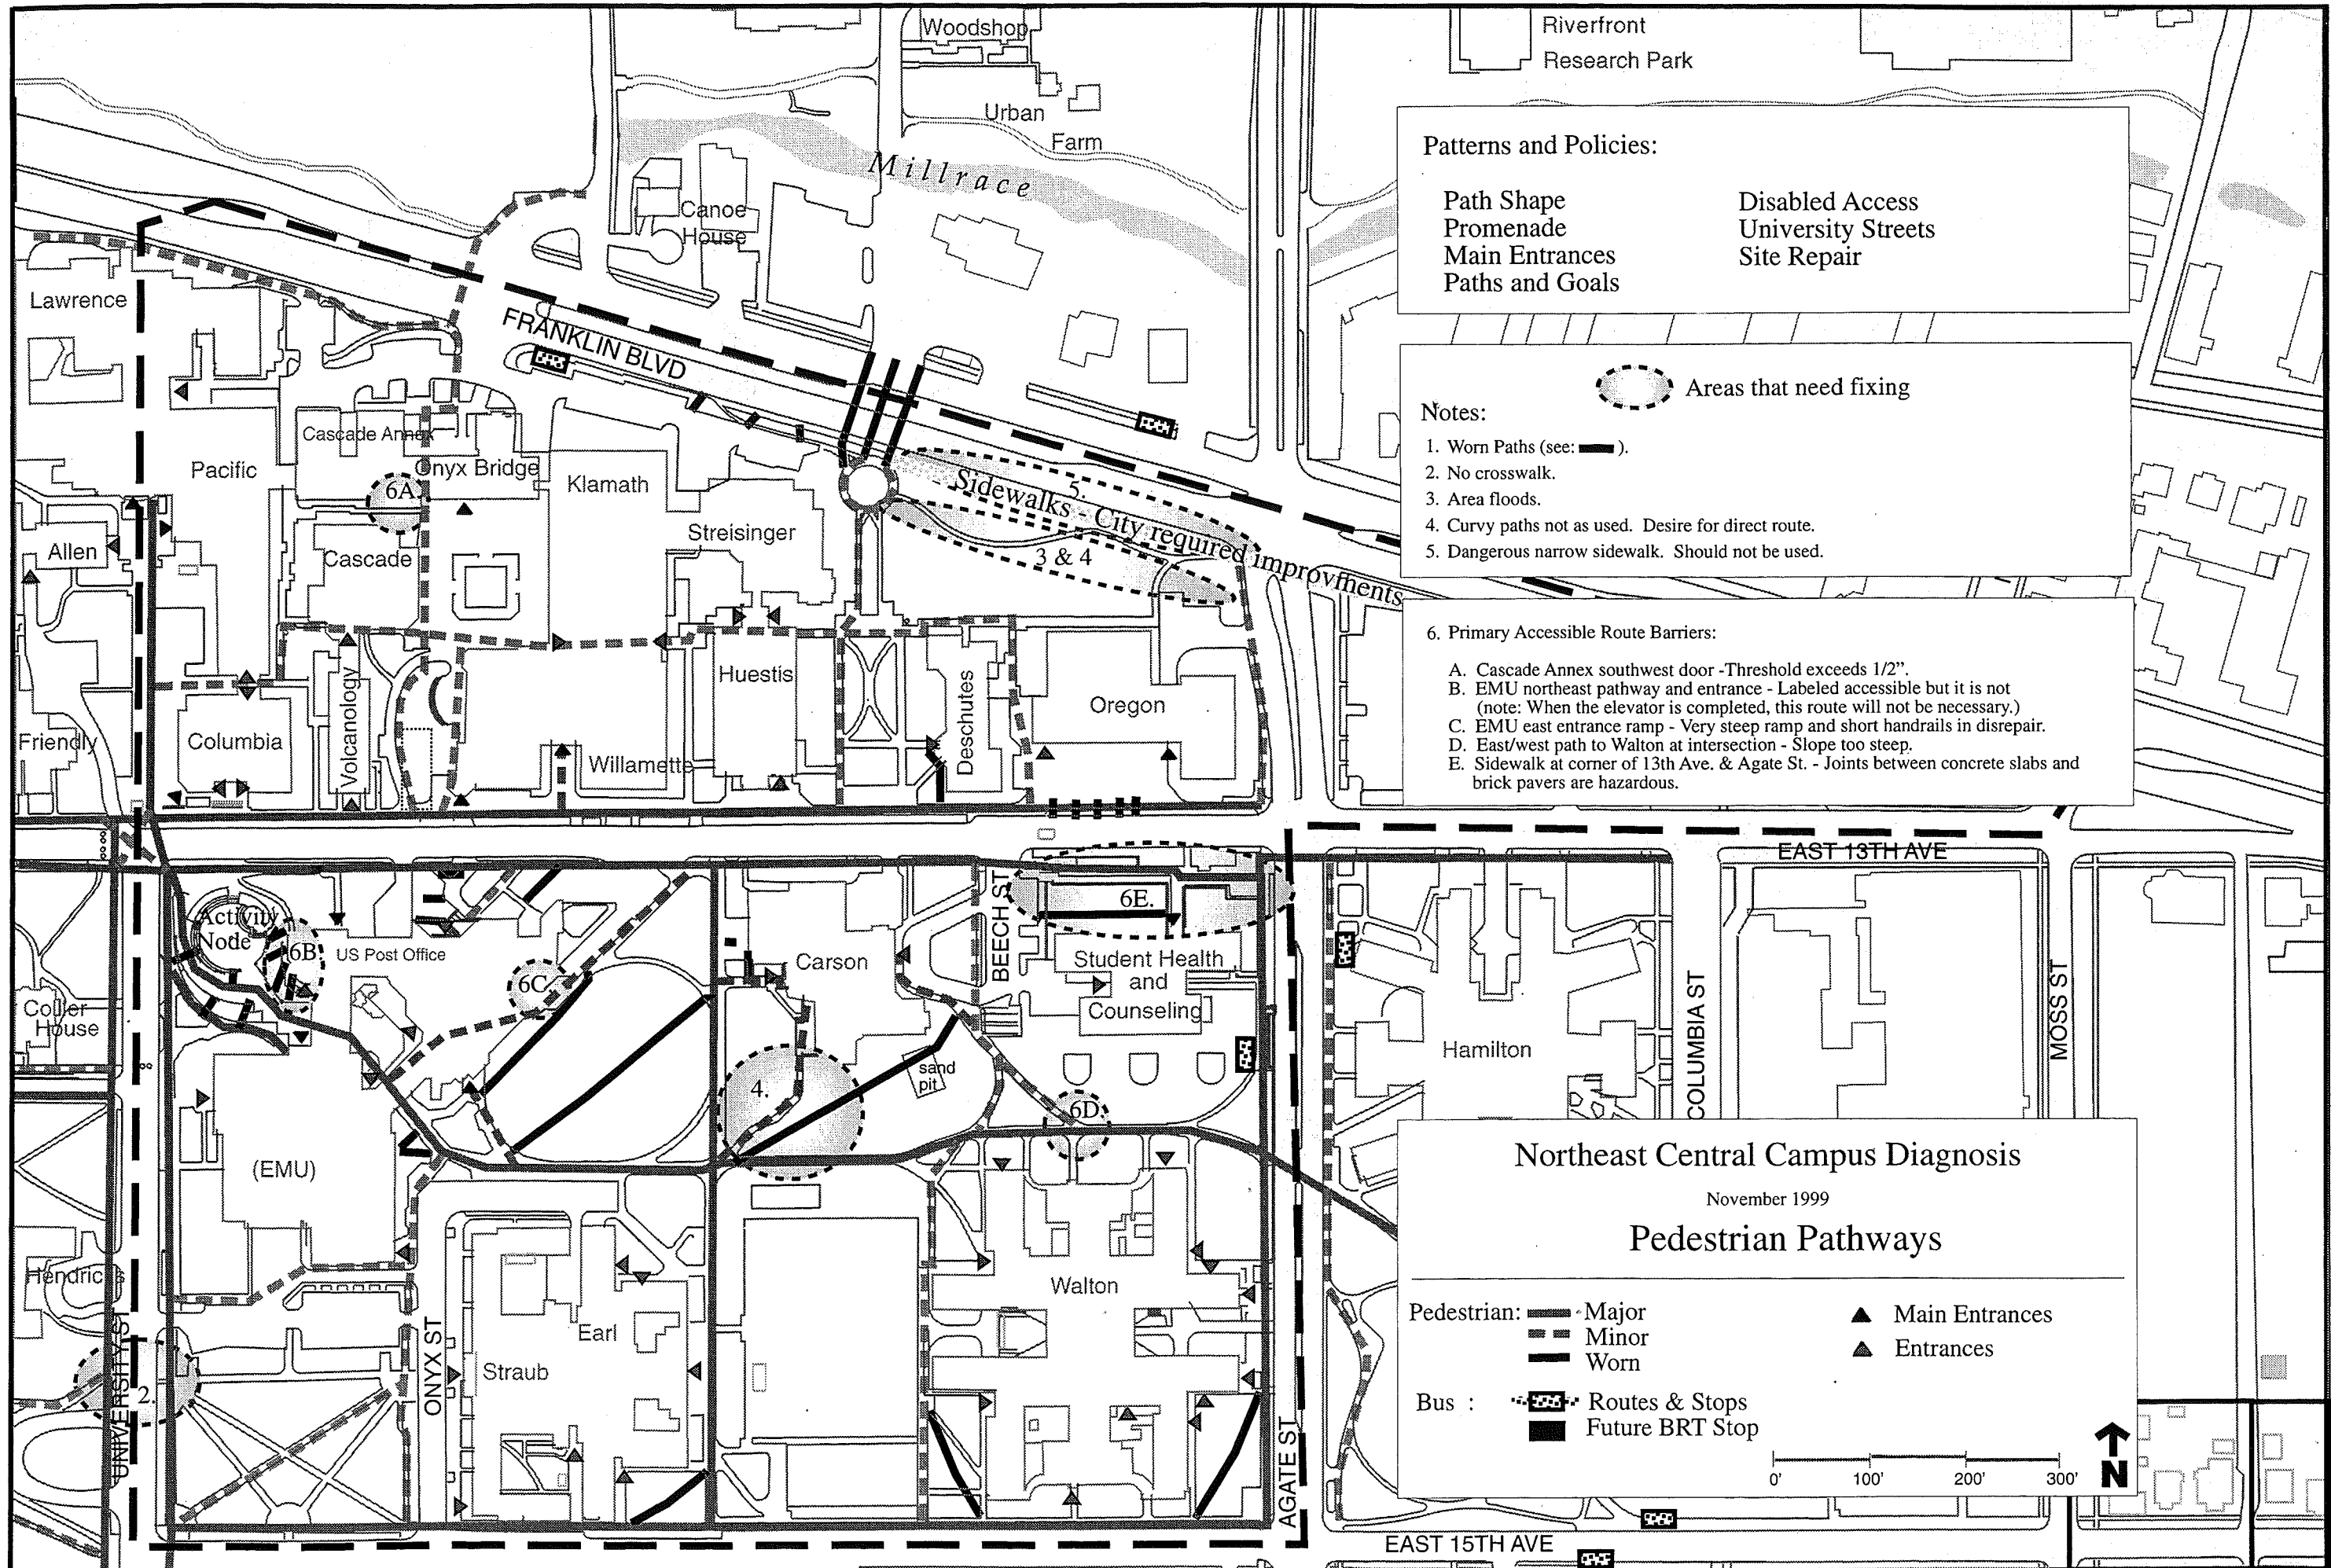 Woodshop
Riverfront
Research Park
Urban
Farm
Millrace
Canoe
House
Patterns and Policies:
Path Shape
Promenade
Main Entrances
Paths and Goals
Disabled Access
University Streets
Site Repair
Lawrence
FRANKLIN BLVD
Areas that need fixing
Notes:
1. Worn Paths (see: ).
2. No crosswalk.
3. Area floods.
4. Curvy paths not as used. Desire for direct route.
5. Dangerous narrow sidewalk. Should not be used.
Cascade Annex
Pacific
Onyx Bridge
6A.
Klamath
Streisinger
5.
Sidewalks - City required improvments
3 & 4
Allen
Cascade
6. Primary Accessible Route Barriers:
A. Cascade Annex southwest door -Threshold exceeds 1/2".
B. EMU northeast pathway and entrance - Labeled accessible but it is not
(note: When the elevator is completed, this route will not be necessary.)
C. EMU east entrance ramp - Very steep ramp and short handrails in disrepair.
D. East/west path to Walton at intersection - Slope too steep.
E. Sidewalk at corner of 13th Ave. & Agate St. - Joints between concrete slabs and
brick pavers are hazardous.
Friendly
Columbia
Volcanology
Willamette
Huestis
Deschutes
Oregon
EAST 13TH AVE
Activity
Node
6B.
US Post Office
6C.
Carson
BEECH ST
6E.
Student Health
and
Counseling
Collier
House
sand
pit
4.
6D.
Hamilton
COLUMBIA ST
MOSS ST
(EMU)
Hendricks
Earl
Straub
ONYX ST
Walton
UNIVERSITY ST
2.
AGATE ST
EAST 15TH AVE
Northeast Central Campus Diagnosis
November 1999
Pedestrian Pathways
Pedestrian: Major
Minor
Worn
Main Entrances
Entrances
Bus : Routes & Stops
Future BRT Stop
0' 100' 200' 300'
N